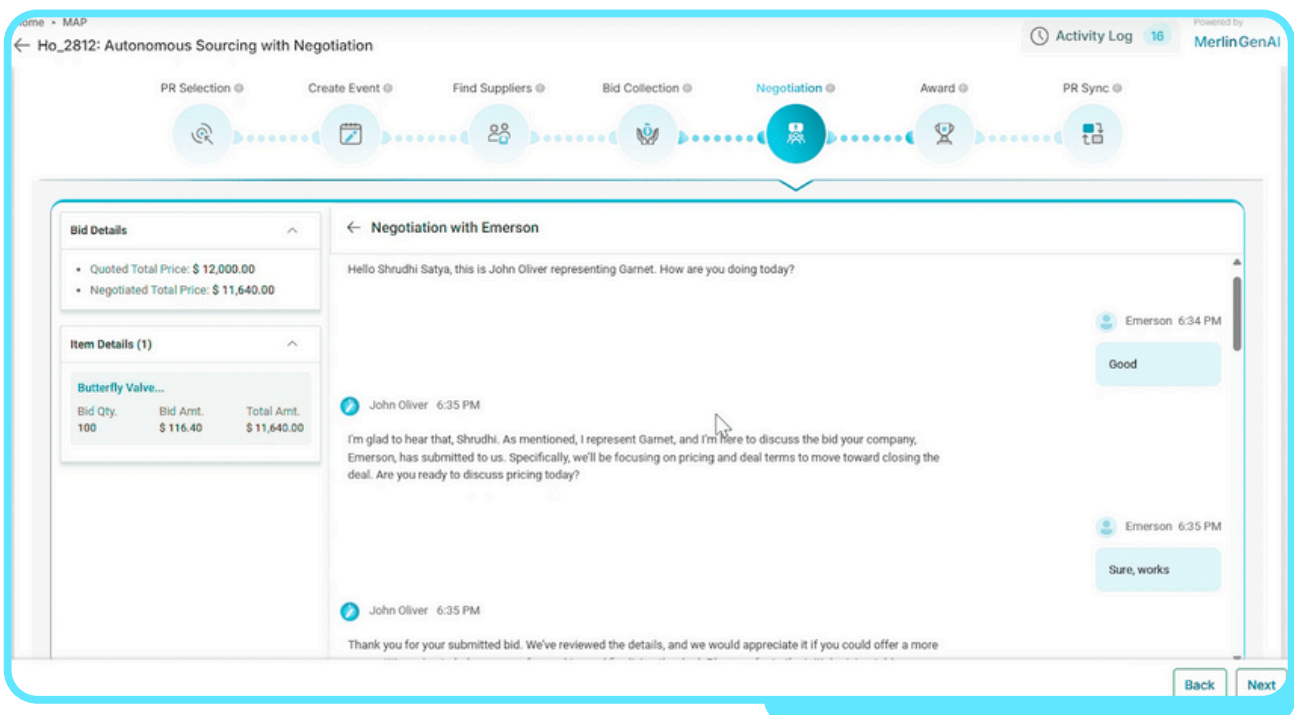 Home • MAP
← Ho_2812: Autonomous Sourcing with Negotiation
Activity Log 16
Powered by
MerlinGenAI
PR Selection
Create Event
Find Suppliers
Bid Collection
Negotiation
Award
PR Sync
Bid Details
• Quoted Total Price: $ 12,000.00
• Negotiated Total Price: $ 11,640.00
Item Details (1)
Butterfly Valve...
Bid Qty. Bid Amt. Total Amt.
100 $ 116.40 $ 11,640.00
← Negotiation with Emerson
Hello Shrudhi Satya, this is John Oliver representing Garnet. How are you doing today?
Emerson 6:34 PM
Good
John Oliver 6:35 PM
I'm glad to hear that, Shrudhi. As mentioned, I represent Garnet, and I'm here to discuss the bid your company,
Emerson, has submitted to us. Specifically, we'll be focusing on pricing and deal terms to move toward closing the
deal. Are you ready to discuss pricing today?
Emerson 6:35 PM
Sure, works
John Oliver 6:35 PM
Thank you for your submitted bid. We've reviewed the details, and we would appreciate it if you could offer a more
Back
Next